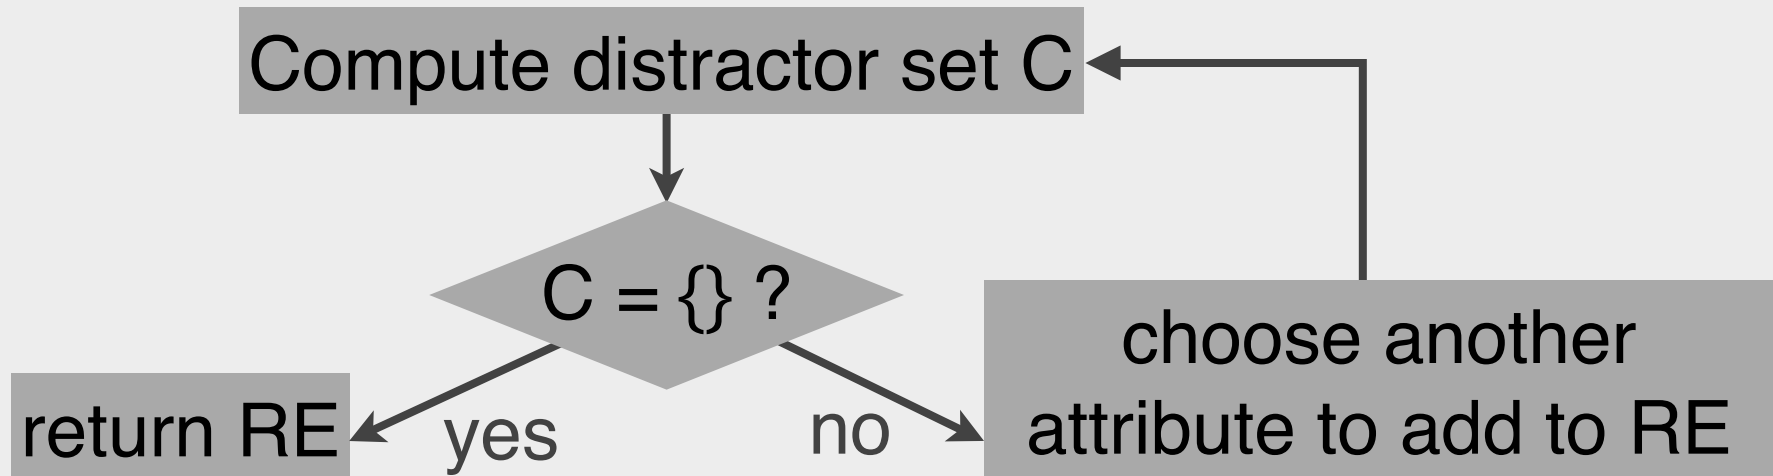 Compute distractor set C
C = {} ?
choose another
attribute to add to RE
return RE
yes
no